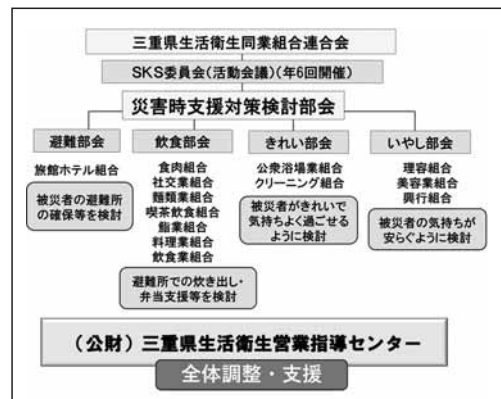 三重県生活衛生同業組合連合会
SKS委員会(活動会議)(年6回開催)
災害時支援対策検討部会
避難部会
旅館ホテル組合
被災者の避難所
の確保等を検討
飲食部会
食肉組合
社交業組合
麺類業組合
喫茶飲食組合
鮨業組合
料理業組合
飲食業組合
避難所での炊き出し・
弁当支援等を検討
きれい部会
公衆浴場業組合
クリーニング組合
被災者がきれいで
気持ちよく過ごせる
ように検討
いやし部会
理容組合
美容業組合
興行組合
被災者の気持ちが
安らぐように検討
(公財)三重県生活衛生営業指導センター
全体調整・支援